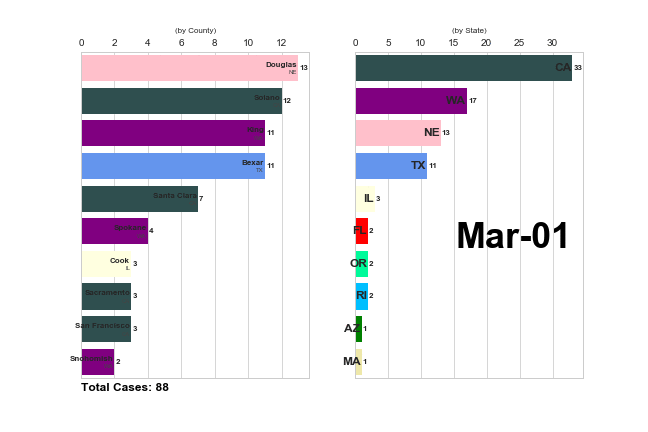 (by County)
0 2 4 6 8 10 12
Douglas 13
NE
Solano 12
King 11
Bexar 11
TX
Santa Clara 7
4
Cook 3
IL
Sacramento 3
San Francisco 3
Snohomish 2
Total Cases: 88
(by State)
0 5 10 15 20 25 30
CA 33
WA 17
NE 13
TX 11
IL 3
FL 2
OR 2
RI 2
AZ 1
MA 1
Mar-01